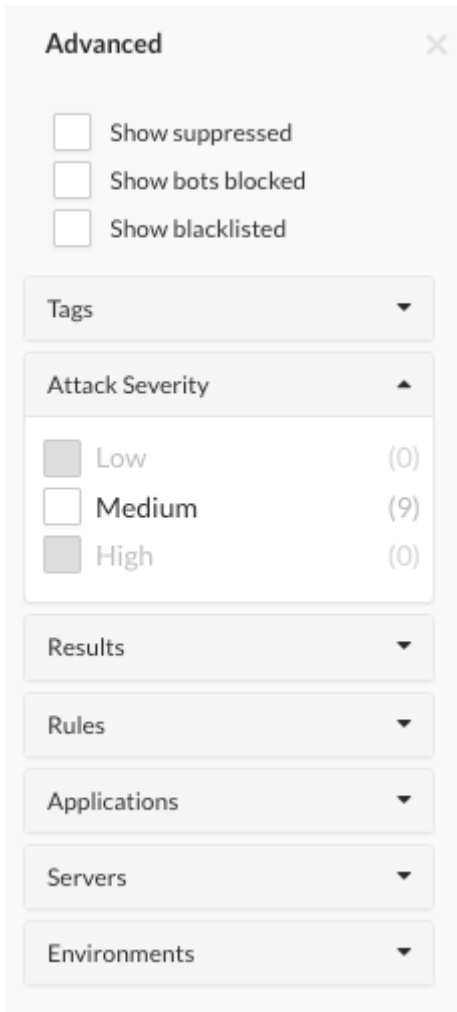 Advanced
Show suppressed
Show bots blocked
Show blacklisted
Tags
Attack Severity
Low (0)
Medium (9)
High (0)
Results
Rules
Applications
Servers
Environments